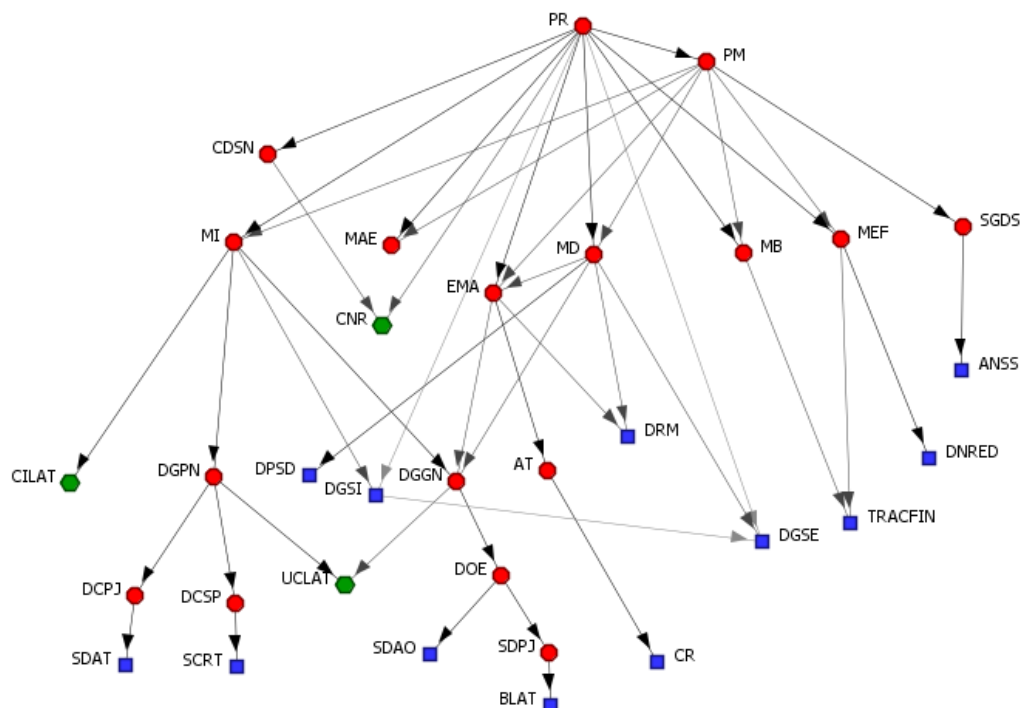 PR
PM
CDSN
MI
MAE
MD
MB
MEF
SGDS
EMA
CNR
ANSS
DRM
DNRED
CILAT
DGPN
DPSD
DGSI
DGGN
AT
TRACFIN
DGSE
UCLAT
DOE
DCPJ
DCSP
SDAT
SCRT
SDAO
SDPJ
CR
BLAT